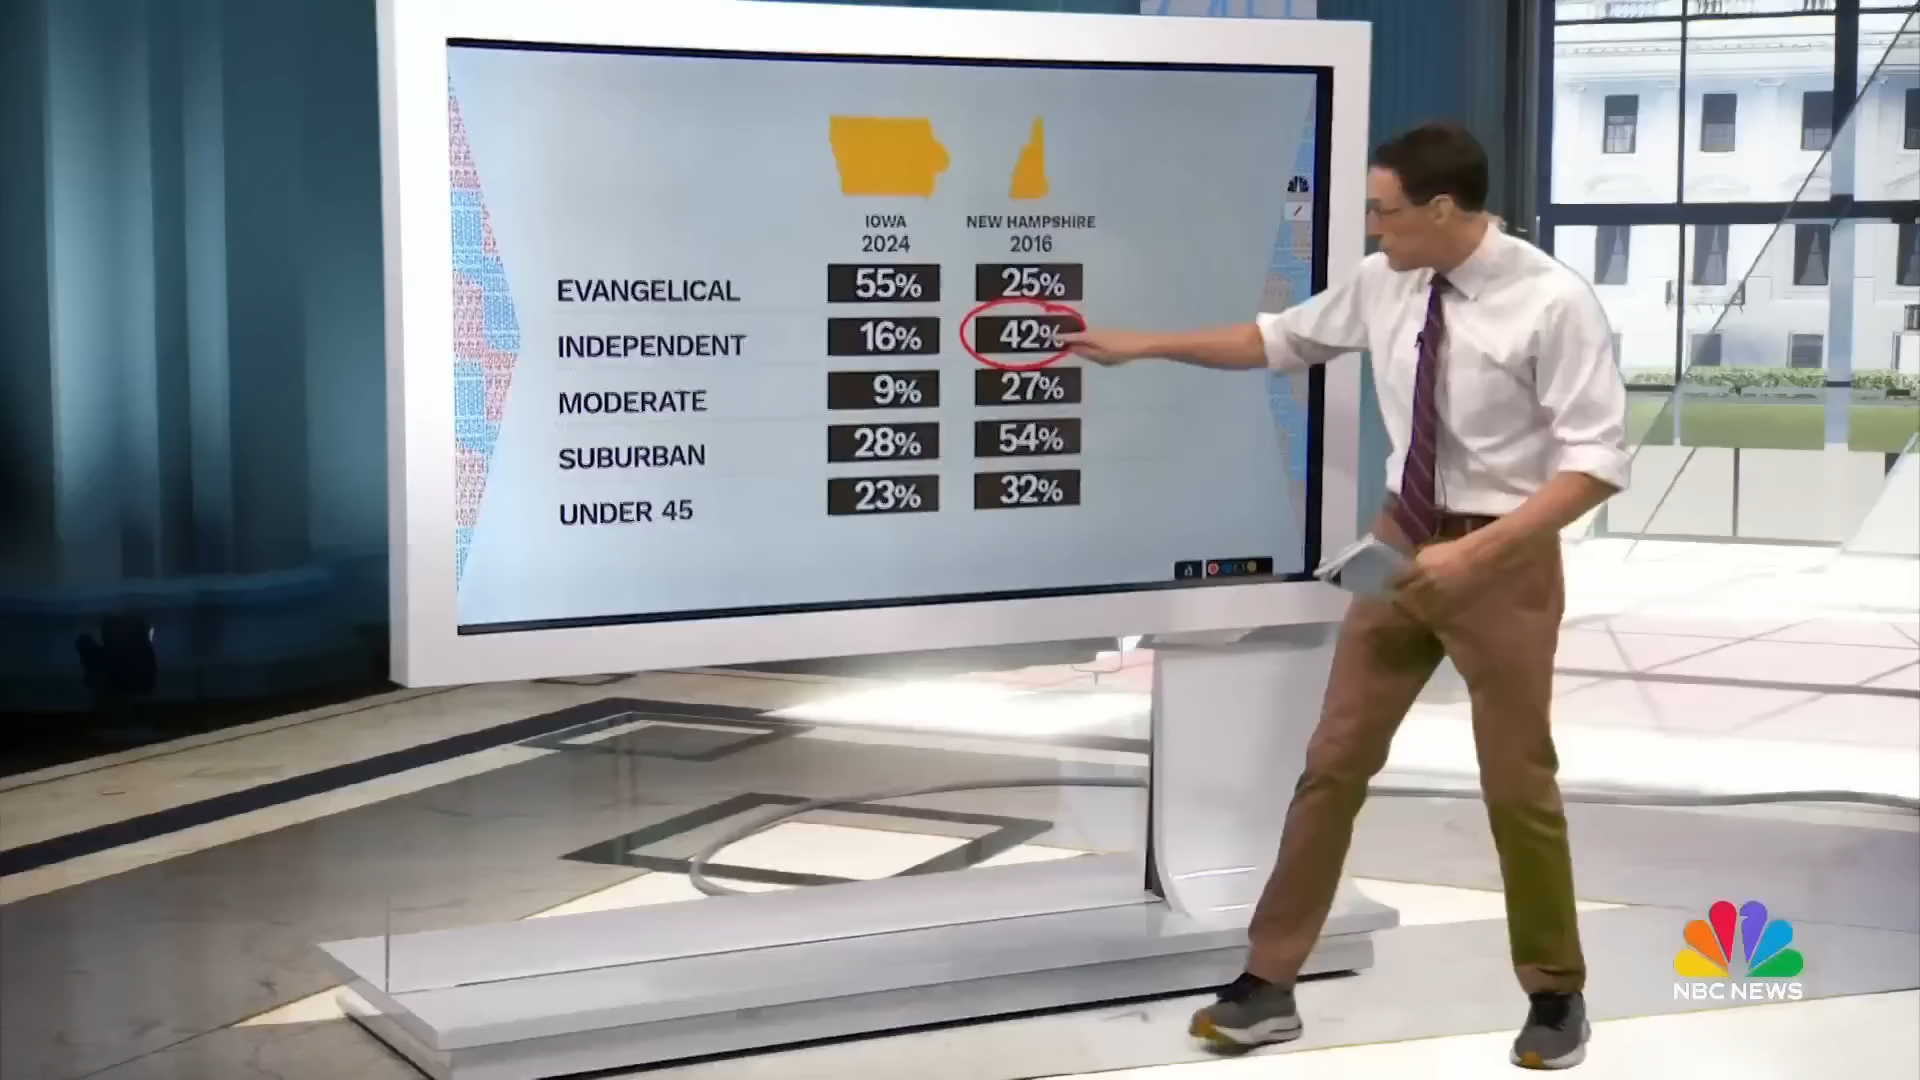 IOWA NEW HAMPSHIRE
2024 2016
EVANGELICAL 55% 25%
INDEPENDENT 16% 42%
MODERATE 9% 27%
SUBURBAN 28% 54%
UNDER 45 23% 32%
NBC NEWS